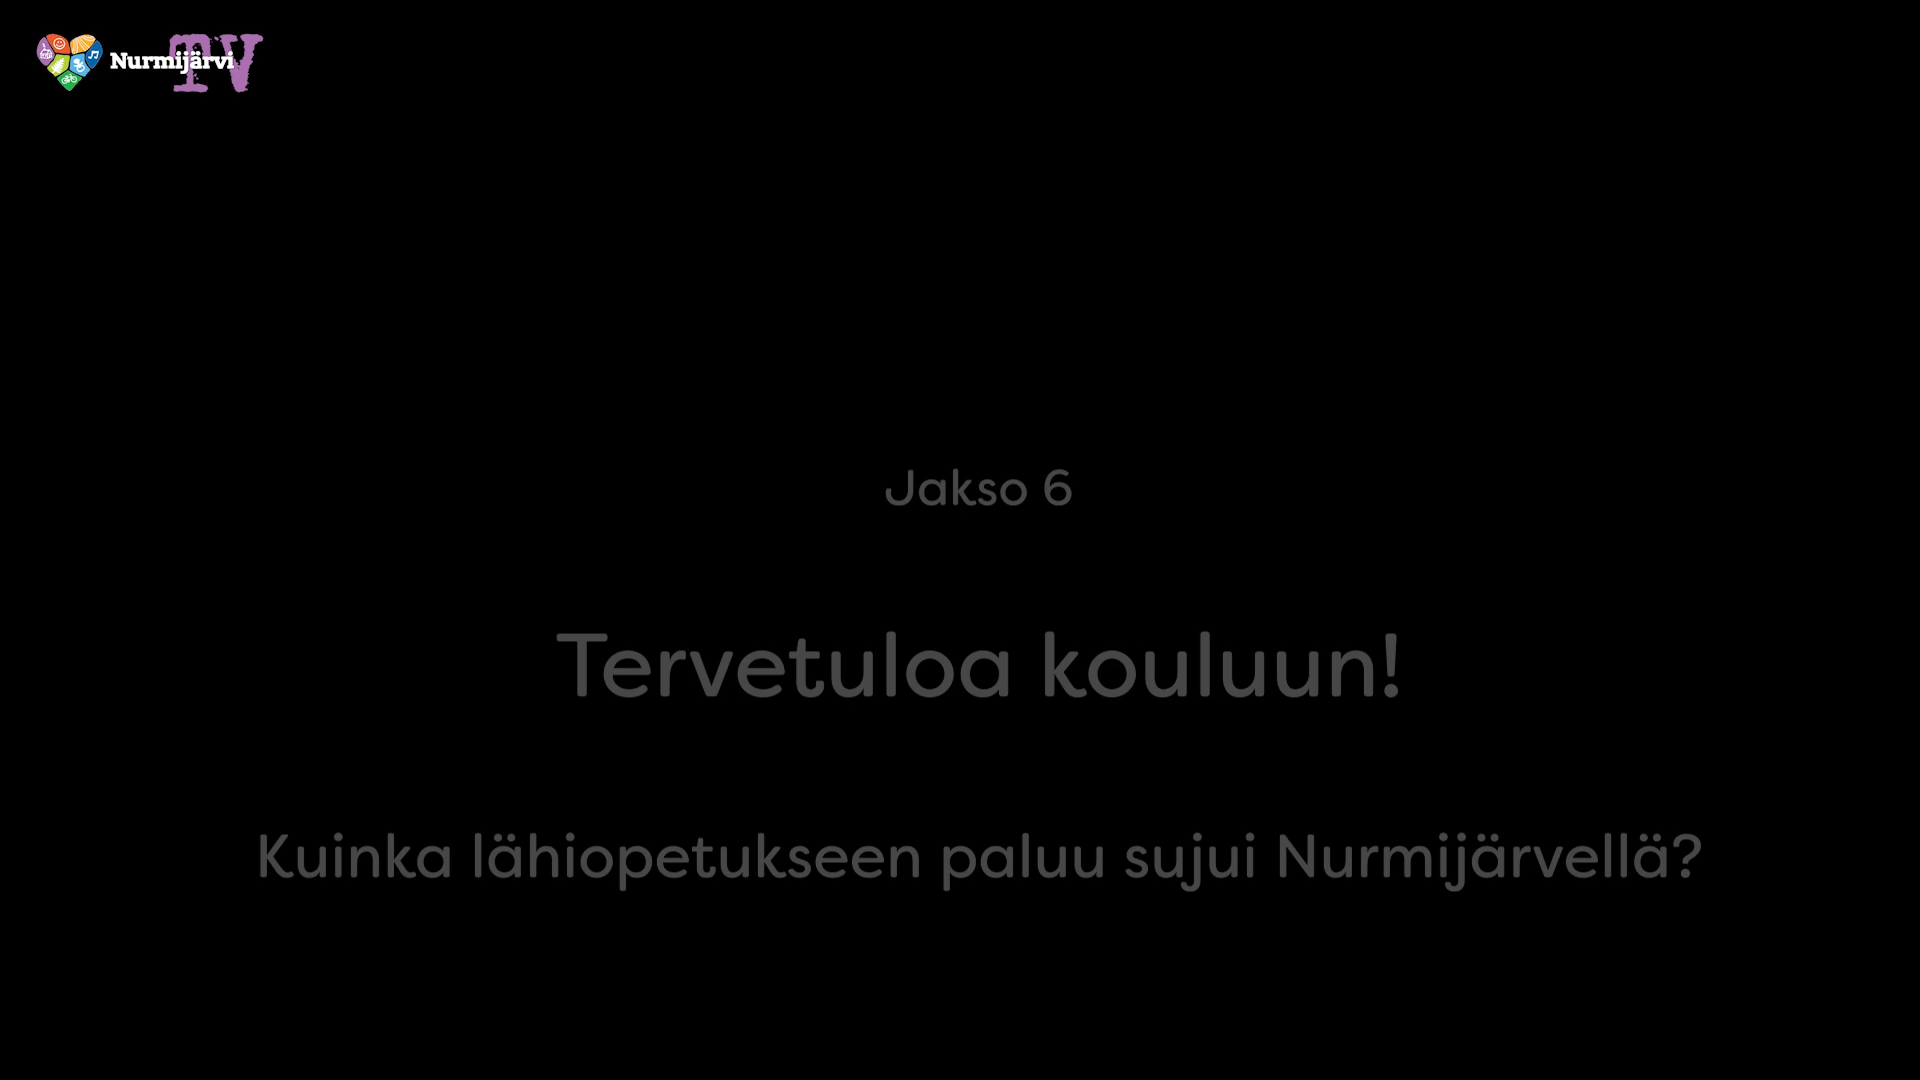 Nurmijärvi TV
Jakso 6
Tervetuloa kouluun!
Kuinka lähiopetukseen paluu sujui Nurmijärvellä?